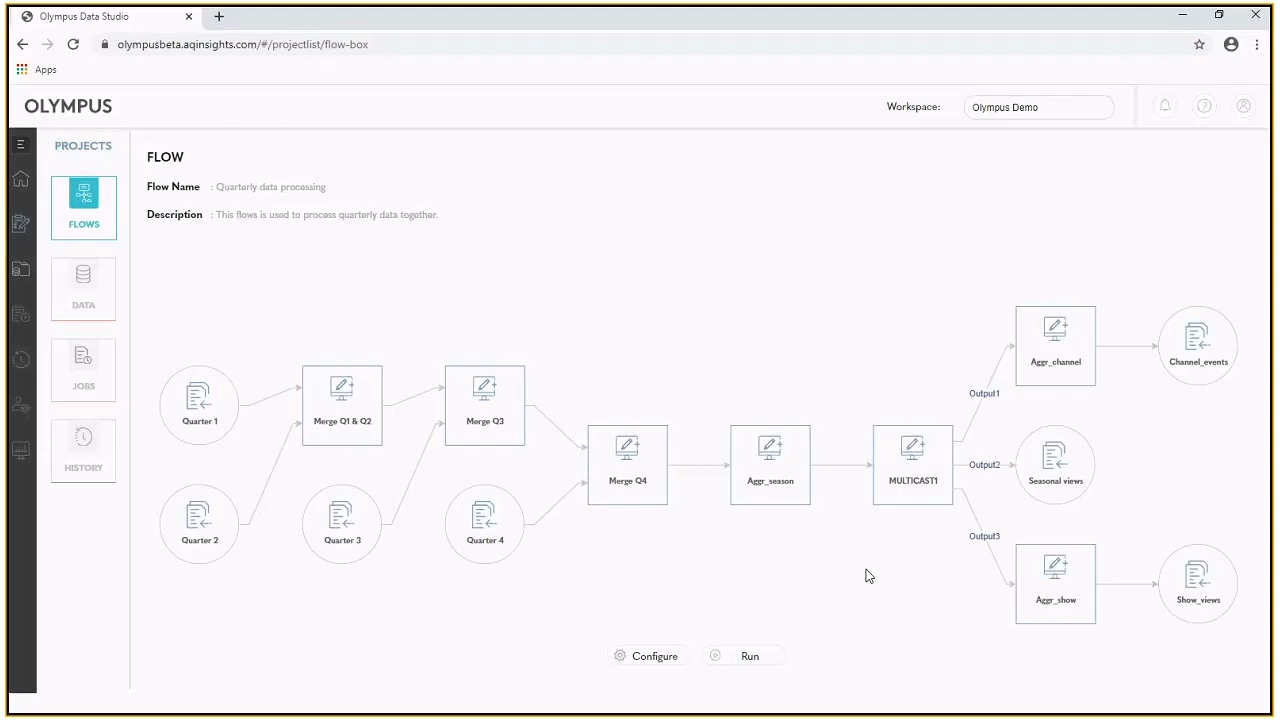 Olympus Data Studio
olympusbeta.aqinsights.com/#/projectlist/flow-box
Apps
OLYMPUS
Workspace:
Olympus Demo
PROJECTS
FLOWS
DATA
JOBS
HISTORY
FLOW
Flow Name : Quarterly data processing
Description : This flows is used to process quarterly data together.
Aggr_channel
Channel_events
Output1
Quarter 1
Merge Q1 & Q2
Merge Q3
Merge Q4
Aggr_season
MULTICAST1
Output2
Seasonal views
Quarter 2
Quarter 3
Quarter 4
Output3
Aggr_show
Show_views
Configure
Run